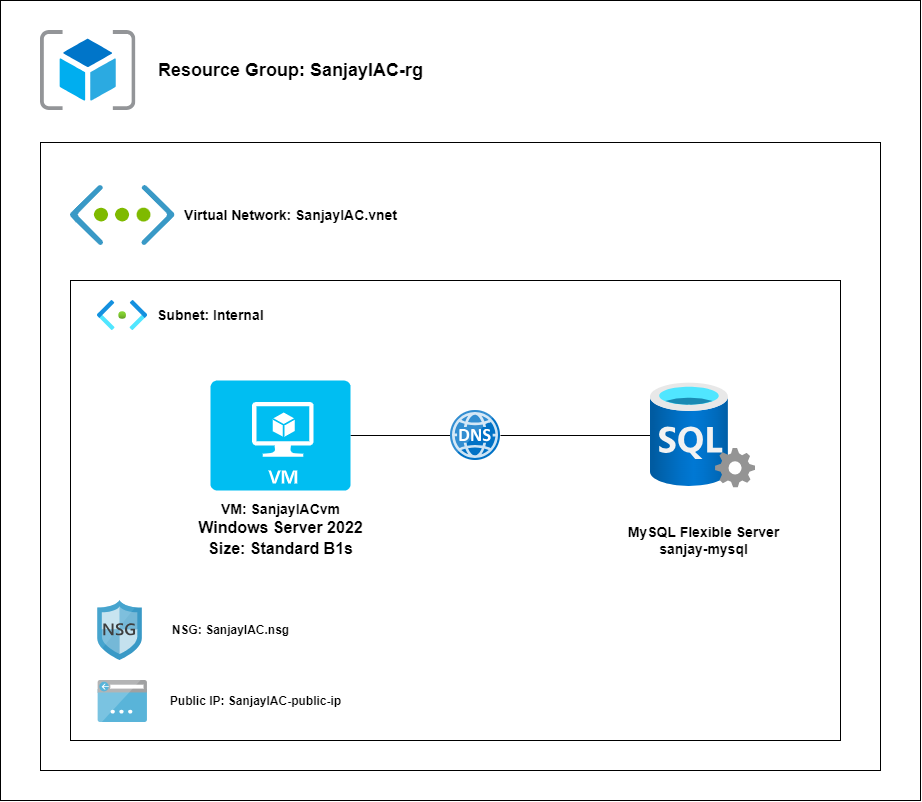 Resource Group: SanjayIAC-rg
Virtual Network: SanjayIAC.vnet
Subnet: Internal
DNS
SQL
VM
VM: SanjayIACvm
Windows Server 2022
Size: Standard B1s
MySQL Flexible Server
sanjay-mysql
NSG
NSG: SanjayIAC.nsg
Public IP: SanjayIAC-public-ip